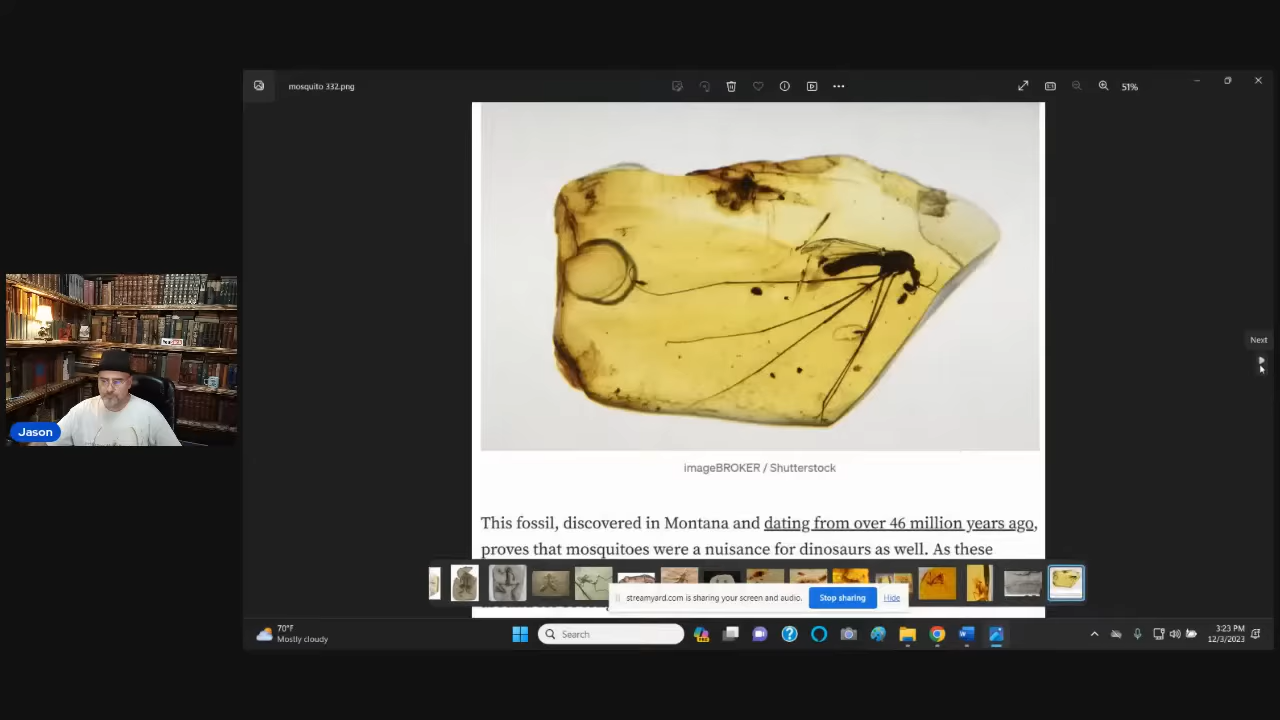 mosquito 332.png
51%
Next
Jason
imageBROKER / Shutterstock
This fossil, discovered in Montana and dating from over 46 million years ago,
proves that mosquitoes were a nuisance for dinosaurs as well. As these
streamyard.com is sharing your screen and audio.
Stop sharing
Hide
70°F
Mostly cloudy
Search
3:23 PM
12/3/2023